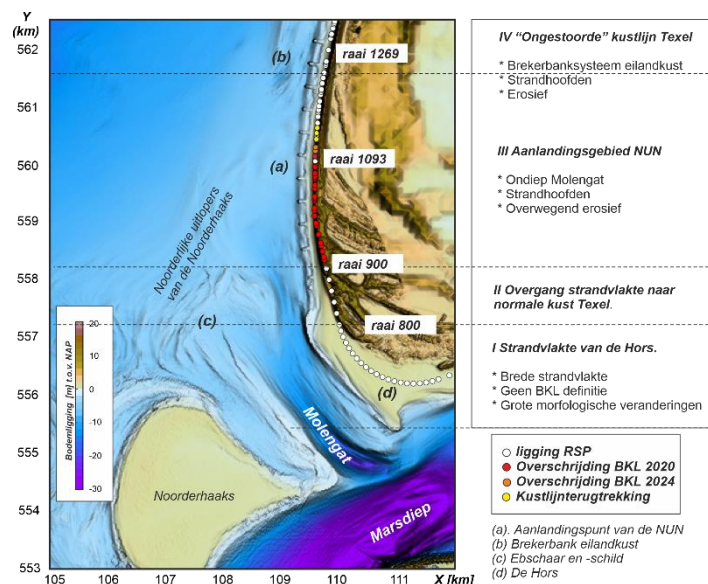 Y
(km)
562
561
560
559
558
557
556
555
554
553
105
106
107
108
109
110
111
X [km]
(b)
raai 1269
(a)
raai 1093
Noorderlijke uitlopers
van de Noorderhaaks
raai 900
(c)
raai 800
(d)
Molengat
Noorderhaaks
Marsdiep
Bodemligging [m] t.o.v. NAP
20
10
0
-10
-20
-30
IV "Ongestoorde" kustlijn Texel
* Brekerbanksysteem eilandkust
* Strandhoofden
* Erosief
III Aanlandingsgebied NUN
* Ondiep Molengat
* Strandhoofden
* Overwegend erosief
II Overgang strandvlakte naar
normale kust Texel.
I Strandvlakte van de Hors.
* Brede strandvlakte
* Geen BKL definitie
* Grote morfologische veranderingen
ligging RSP
Overschrijding BKL 2020
Overschrijding BKL 2024
Kustlijnterugtrekking
(a). Aanlandingspunt van de NUN
(b) Brekerbank eilandkust
(c) Ebschaar en -schild
(d) De Hors